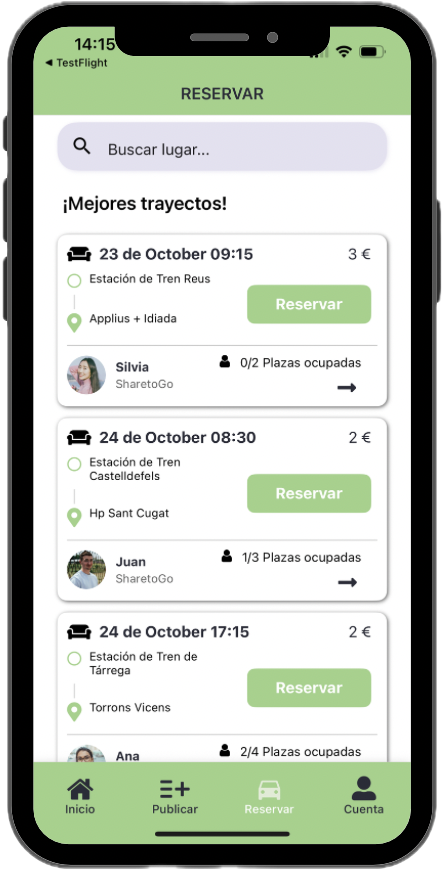 14:15
◀ TestFlight
RESERVAR
Buscar lugar...
¡Mejores trayectos!
23 de October 09:15
3 €
Estación de Tren Reus
Reservar
Applius + Idiada
Silvia
0/2 Plazas ocupadas
SharetoGo
24 de October 08:30
2 €
Estación de Tren
Castelldefels
Reservar
Hp Sant Cugat
Juan
1/3 Plazas ocupadas
SharetoGo
24 de October 17:15
2 €
Estación de Tren de
Tárrega
Reservar
Torrons Vicens
Ana
2/4 Plazas ocupadas
Inicio
Publicar
Reservar
Cuenta